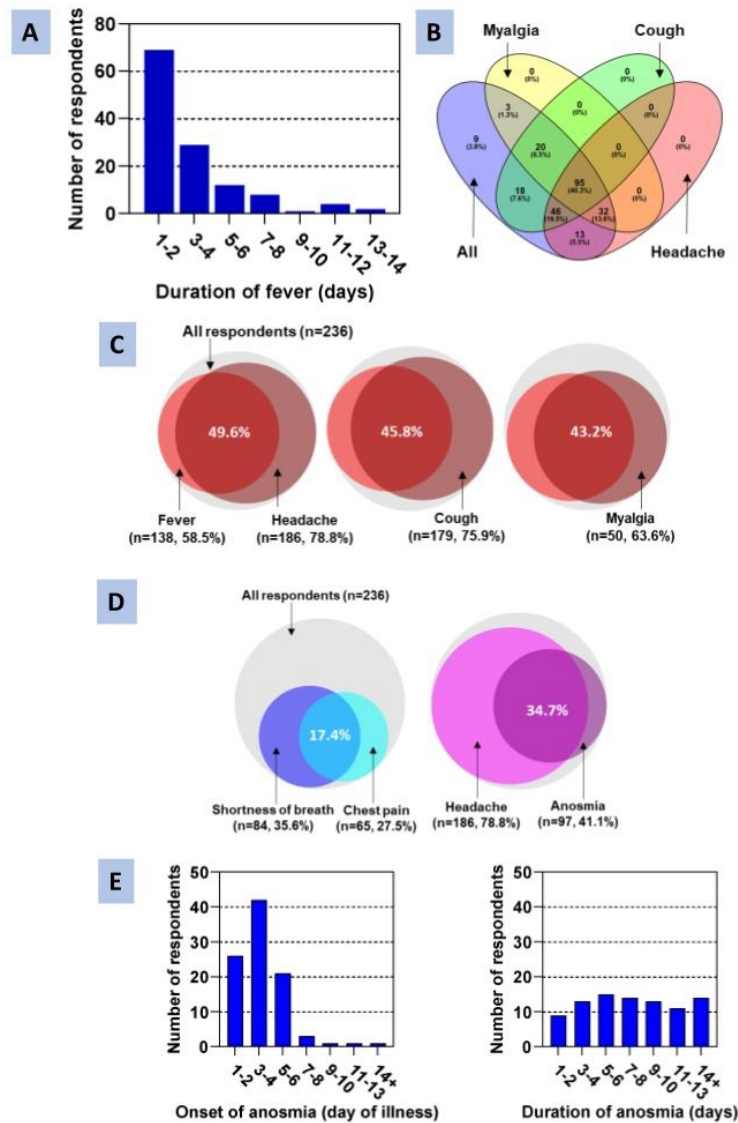 A
Number of respondents
80
60
40
20
0
1-2
3-4
5-6
7-8
9-10
11-12
13-14
Duration of fever (days)
B
Myalgia
Cough
0
(0%)
0
(0%)
3
(1.3%)
0
(0%)
0
(0%)
9
(3.8%)
20
(8.5%)
0
(0%)
0
(0%)
18
(7.6%)
95
(40.3%)
0
(0%)
46
(19.5%)
32
(13.6%)
13
(5.5%)
All
Headache
C
All respondents (n=236)
49.6%
45.8%
43.2%
Fever
(n=138, 58.5%)
Headache
(n=186, 78.8%)
Cough
(n=179, 75.9%)
Myalgia
(n=50, 63.6%)
D
All respondents (n=236)
17.4%
34.7%
Shortness of breath
(n=84, 35.6%)
Chest pain
(n=65, 27.5%)
Headache
(n=186, 78.8%)
Anosmia
(n=97, 41.1%)
E
Number of respondents
50
40
30
20
10
0
1-2
3-4
5-6
7-8
9-10
11-13
14+
Onset of anosmia (day of illness)
Number of respondents
50
40
30
20
10
0
1-2
3-4
5-6
7-8
9-10
11-13
14+
Duration of anosmia (days)